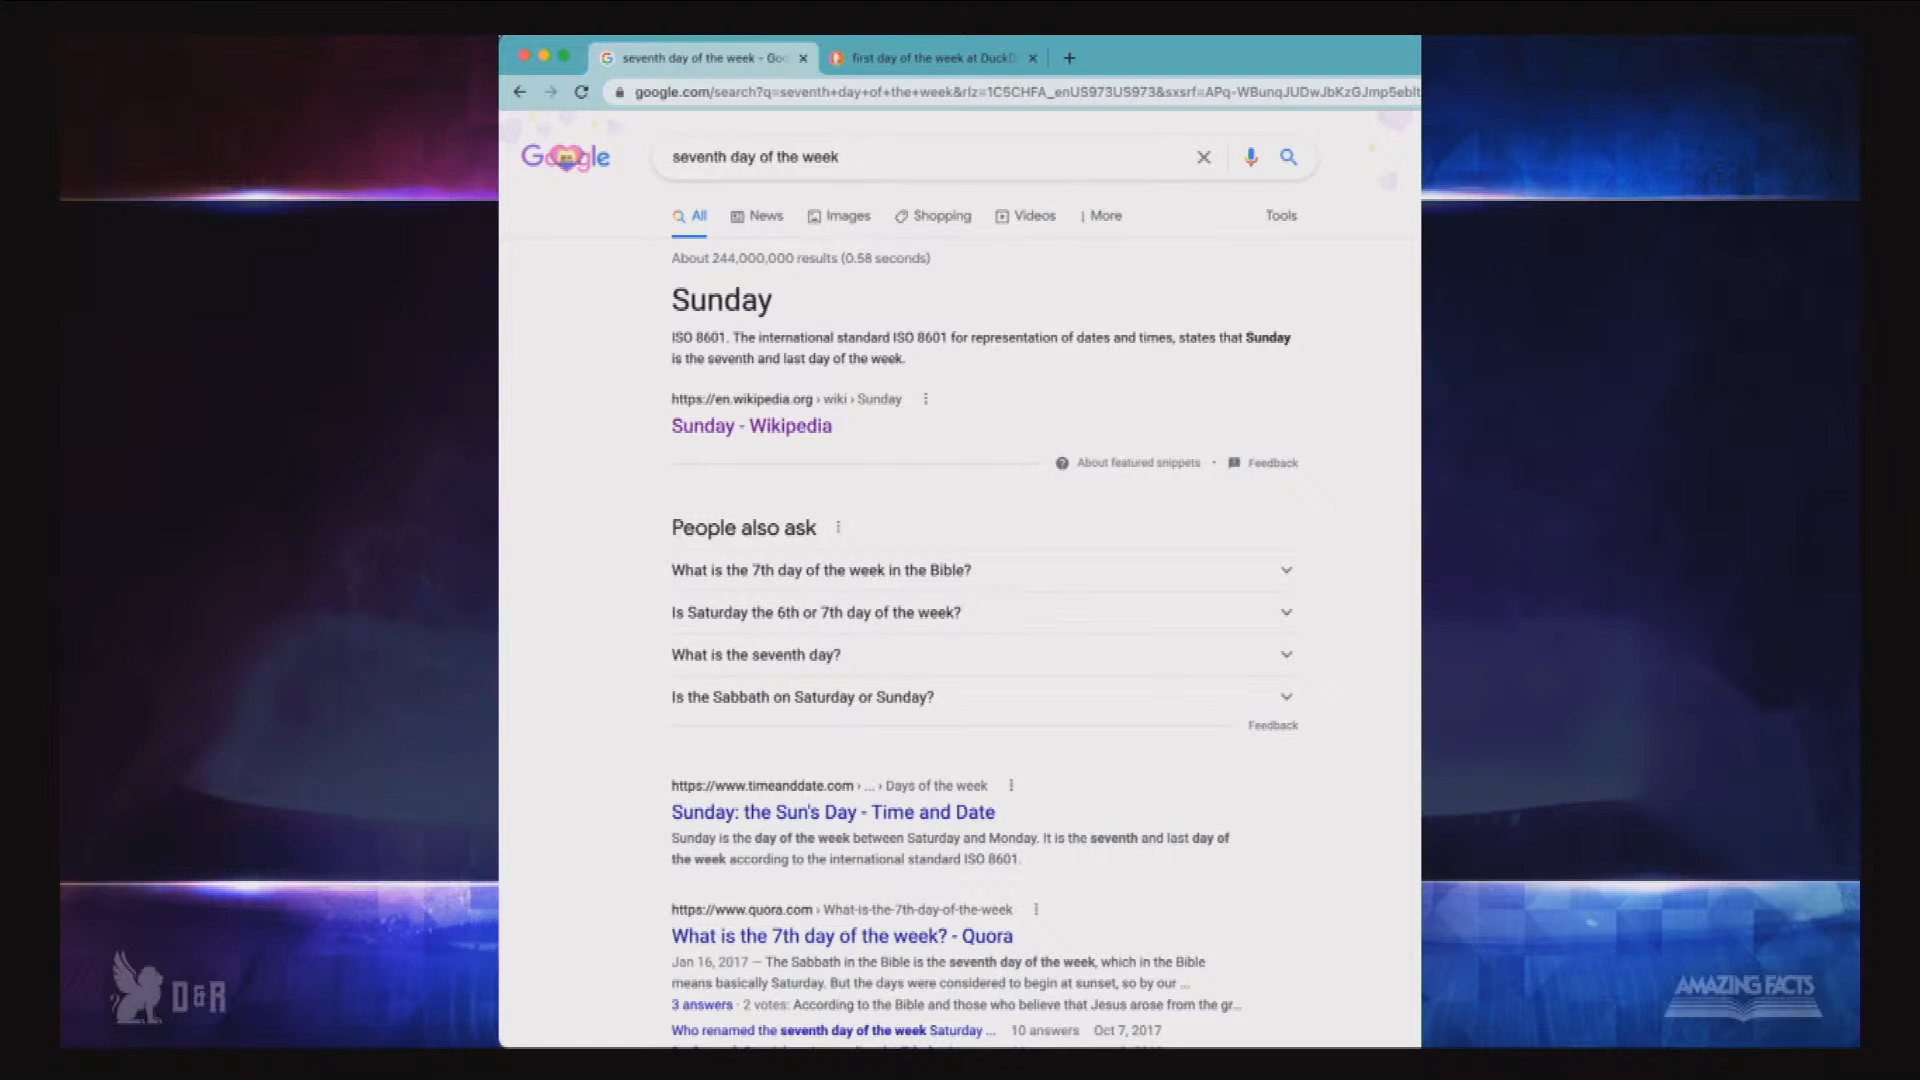 seventh day of the week - Goo
first day of the week at DuckD
google.com/search?q=seventh+day+of+the+week&rlz=1C5CHFA_enUS973US973&sxsrf=APq-WBunqJUDwJbKzGJmp5eblt
Google
seventh day of the week
All
News
Images
Shopping
Videos
More
Tools
About 244,000,000 results (0.58 seconds)
Sunday
ISO 8601. The international standard ISO 8601 for representation of dates and times, states that Sunday
is the seventh and last day of the week.
https://en.wikipedia.org › wiki › Sunday
Sunday - Wikipedia
About featured snippets • Feedback
People also ask
What is the 7th day of the week in the Bible?
Is Saturday the 6th or 7th day of the week?
What is the seventh day?
Is the Sabbath on Saturday or Sunday?
Feedback
https://www.timeanddate.com › ... › Days of the week
Sunday: the Sun's Day - Time and Date
Sunday is the day of the week between Saturday and Monday. It is the seventh and last day of
the week according to the international standard ISO 8601.
https://www.quora.com › What-is-the-7th-day-of-the-week
What is the 7th day of the week? - Quora
Jan 16, 2017 — The Sabbath in the Bible is the seventh day of the week, which in the Bible
means basically Saturday. But the days were considered to begin at sunset, so by our ...
3 answers · 2 votes: According to the Bible and those who believe that Jesus arose from the gr...
Who renamed the seventh day of the week Saturday ... 10 answers Oct 7, 2017
D&R
AMAZING FACTS